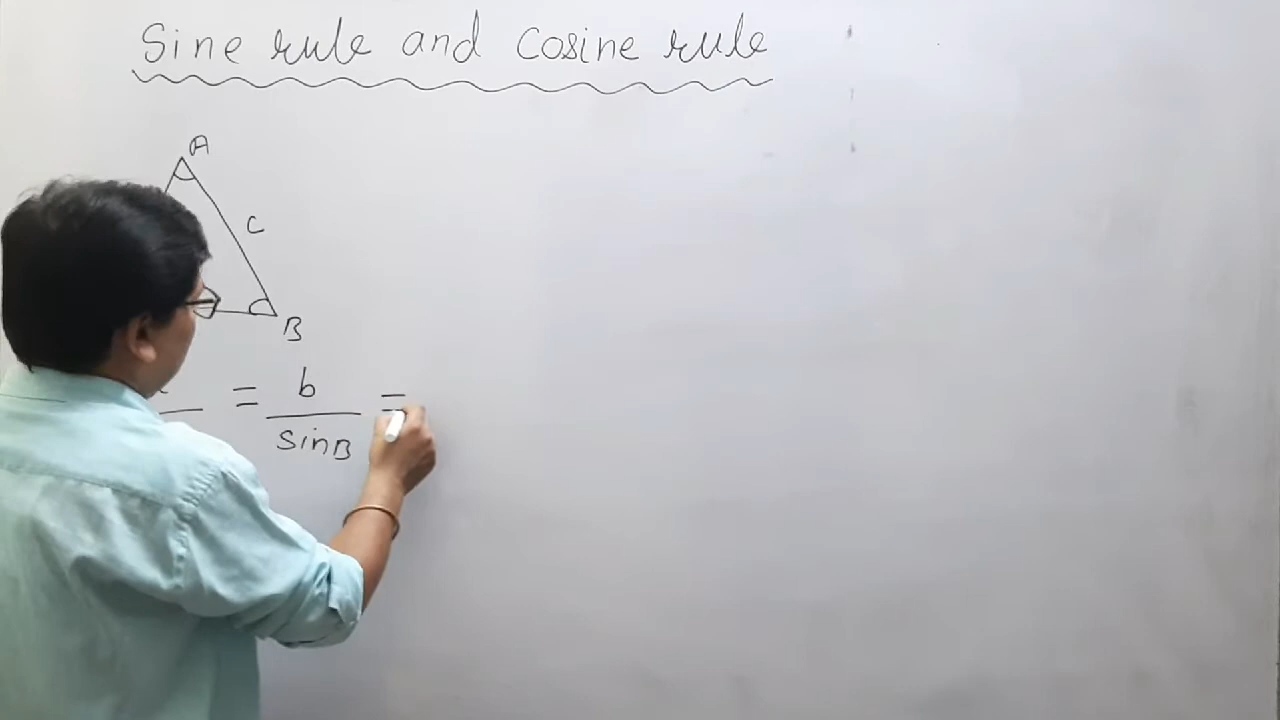 Sine rule and Cosine rule
A
c
B
= b =
sinB